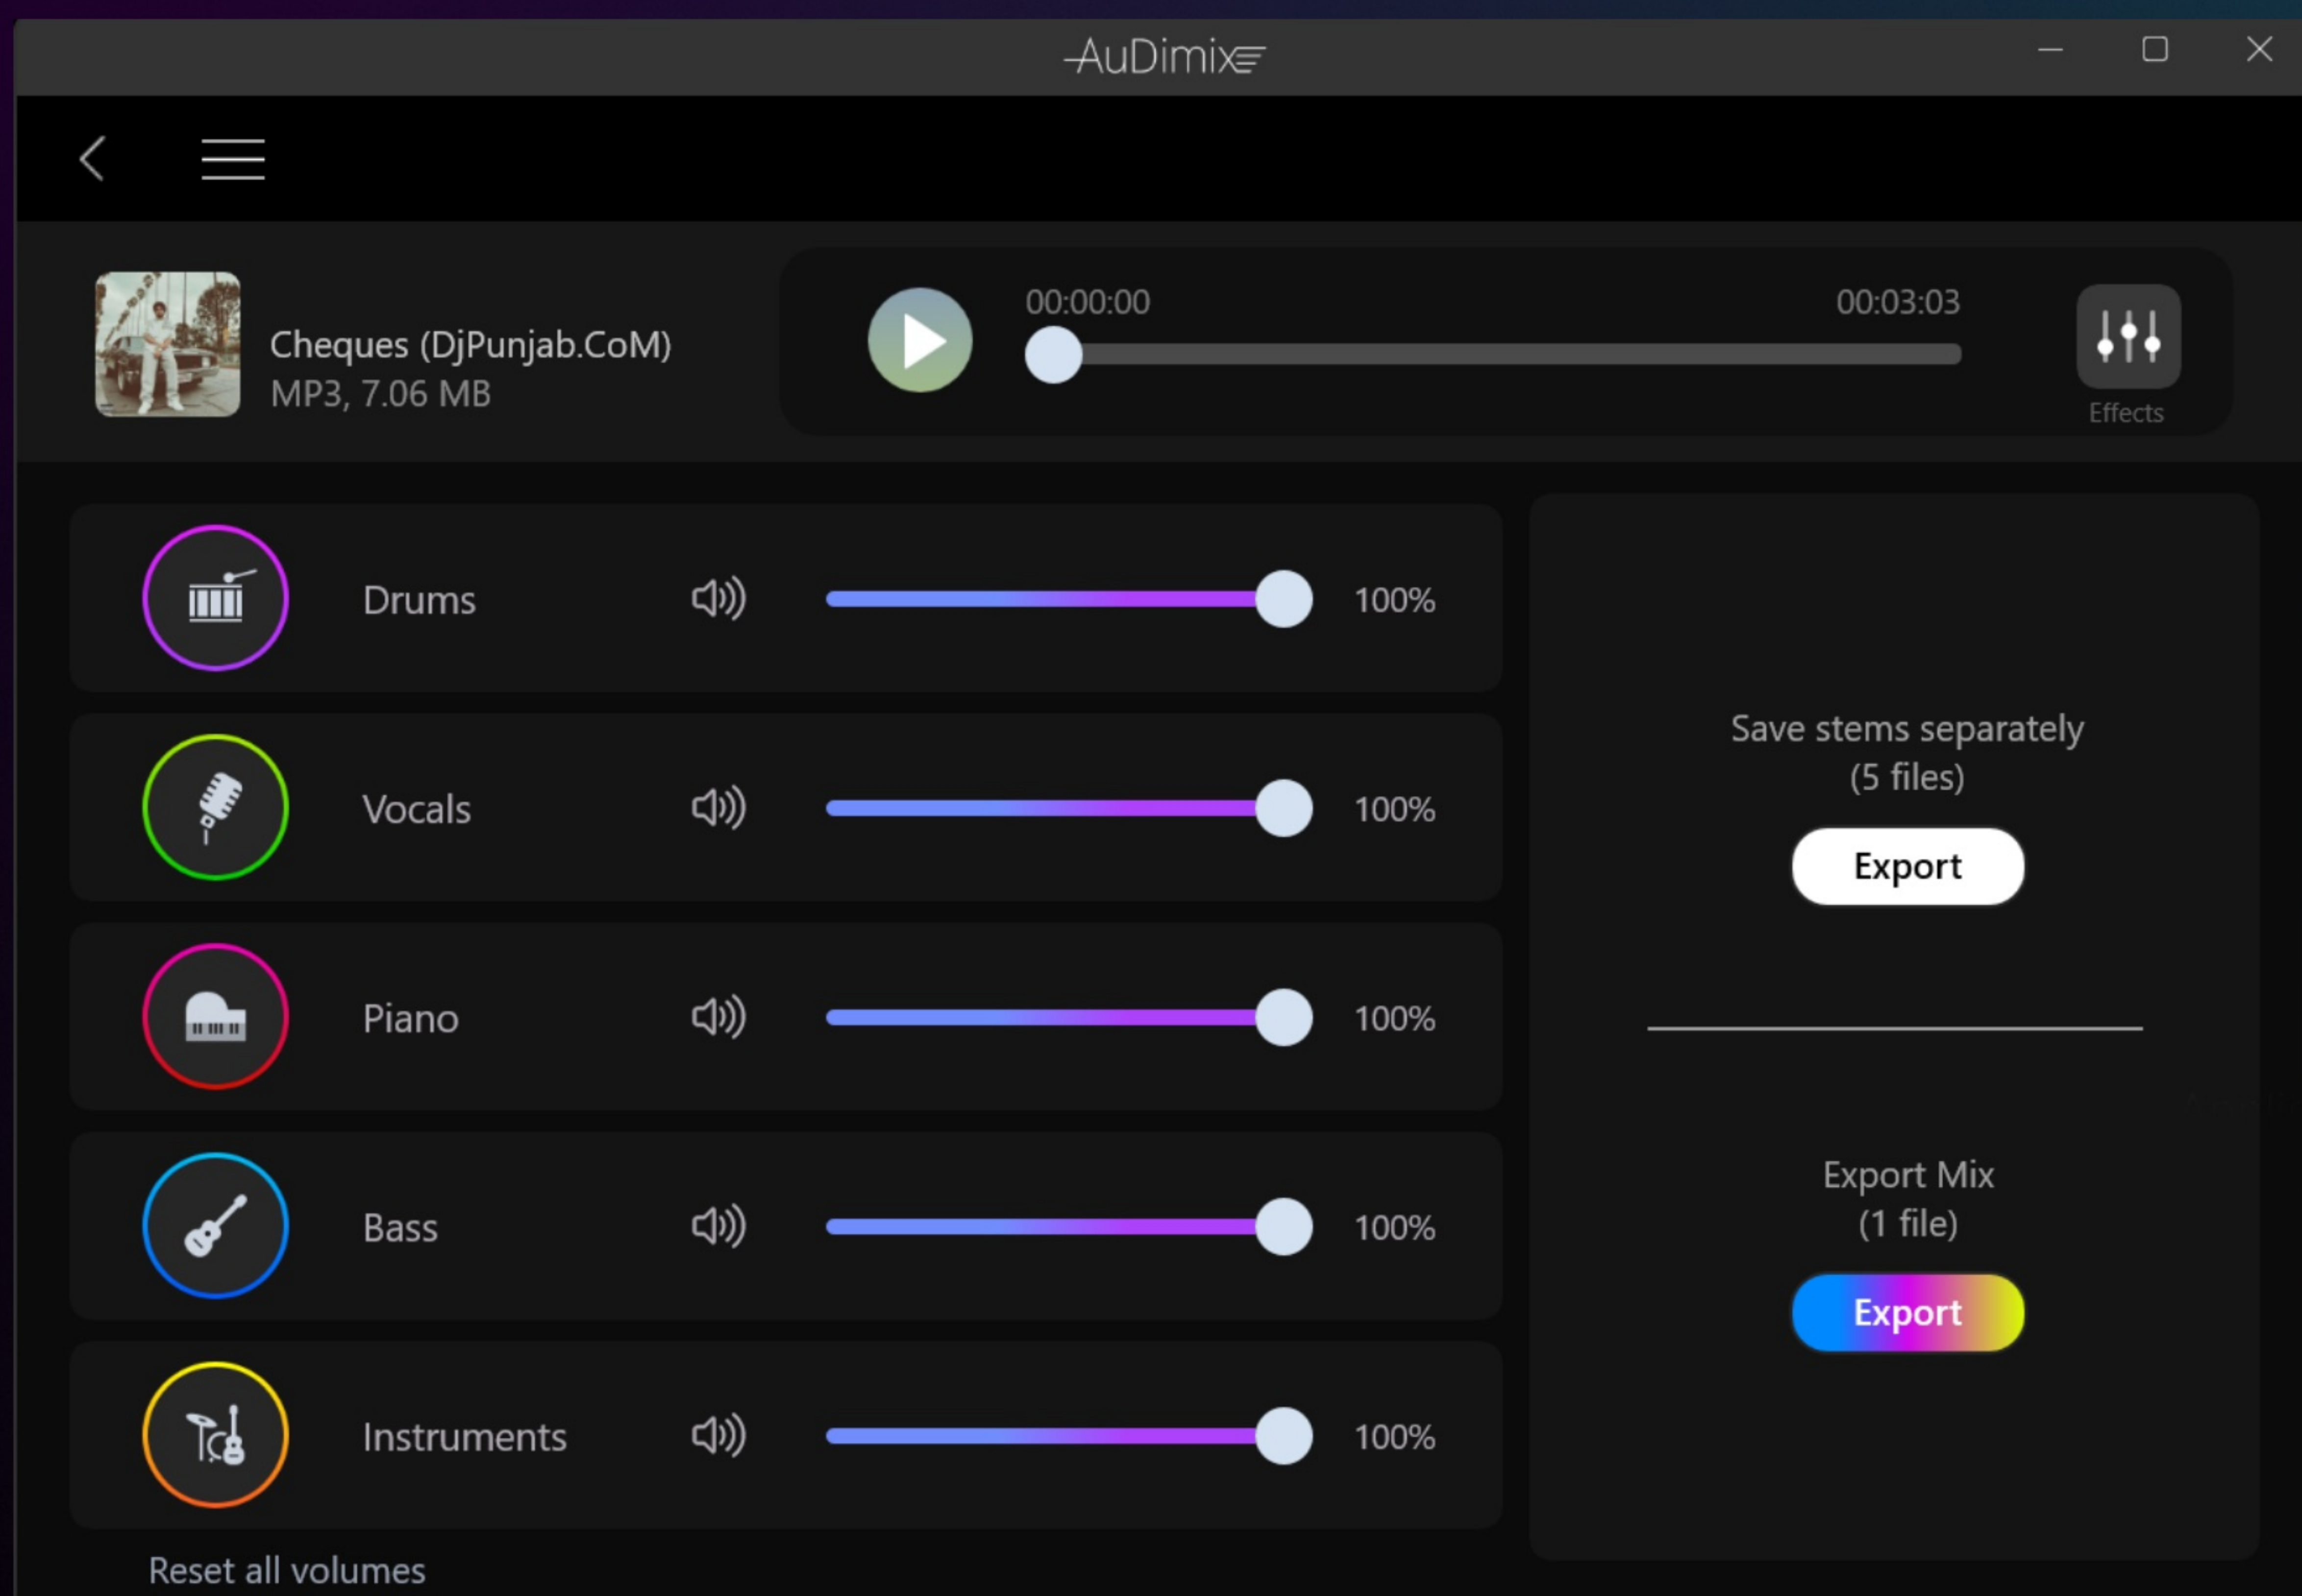 AuDimix
Cheques (DjPunjab.CoM)
MP3, 7.06 MB
00:00:00
00:03:03
Effects
Drums
100%
Vocals
100%
Piano
100%
Bass
100%
Instruments
100%
Reset all volumes
Save stems separately
(5 files)
Export
Export Mix
(1 file)
Export